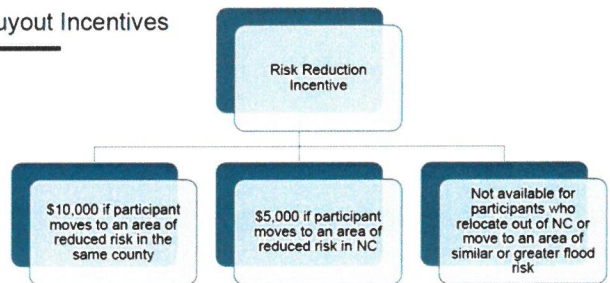 uyout Incentives
Risk Reduction
Incentive
$10,000 if participant
moves to an area of
reduced risk in the
same county
$5,000 if participant
moves to an area of
reduced risk in NC
Not available for
participants who
relocate out of NC or
move to an area of
similar or greater flood
risk